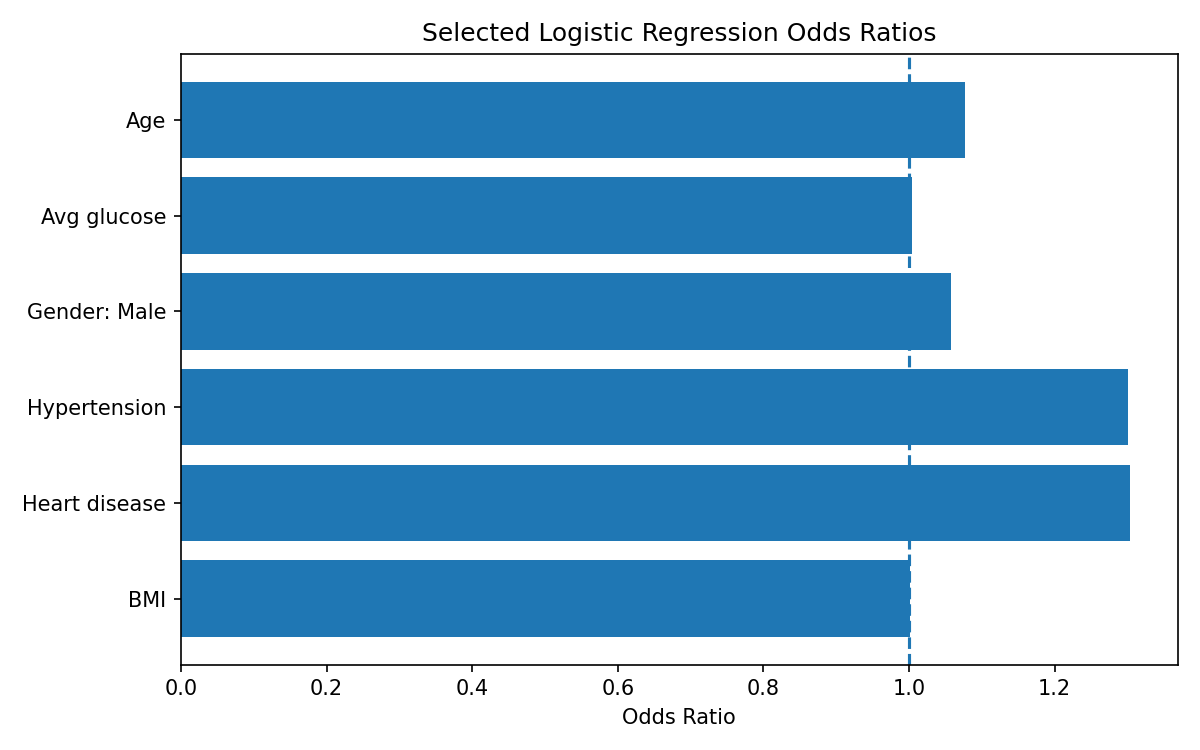 Selected Logistic Regression Odds Ratios
Age
Avg glucose
Gender: Male
Hypertension
Heart disease
BMI
0.0 0.2 0.4 0.6 0.8 1.0 1.2
Odds Ratio